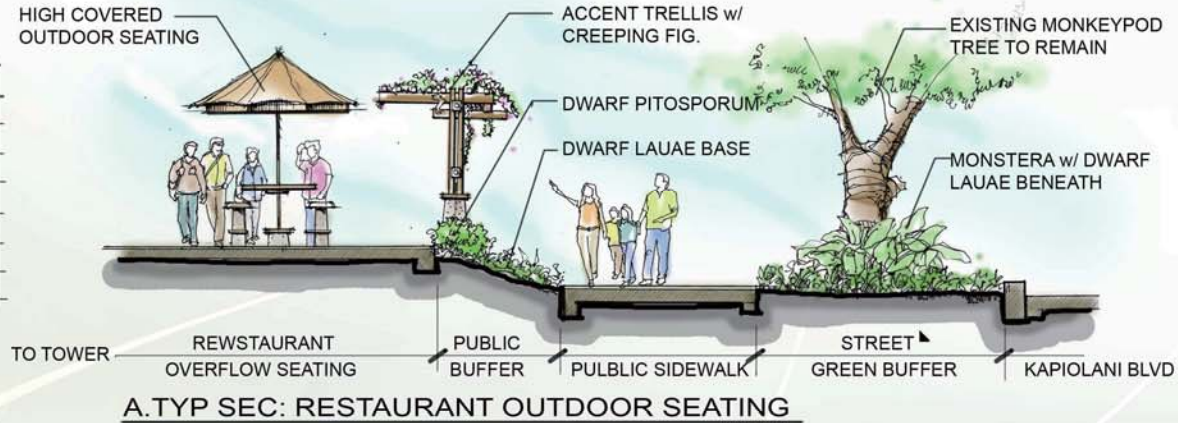 HIGH COVERED
OUTDOOR SEATING
ACCENT TRELLIS w/
CREEPING FIG.
EXISTING MONKEYPOD
TREE TO REMAIN
DWARF PITOSPORUM
DWARF LAUAE BASE
MONSTERA w/ DWARF
LAUAE BENEATH
TO TOWER
REWSTAURANT
OVERFLOW SEATING
PUBLIC
BUFFER
PULBLIC SIDEWALK
STREET
GREEN BUFFER
KAPIOLANI BLVD
A.TYP SEC: RESTAURANT OUTDOOR SEATING